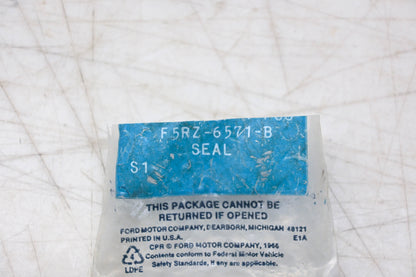 F5RZ-6571-B
SEAL
S1
THIS PACKAGE CANNOT BE
RETURNED IF OPENED
FORD MOTOR COMPANY, DEARBORN, MICHIGAN 48121
PRINTED IN U.S.A. E1A
CPR © FORD MOTOR COMPANY, 1966
Contents conform to Federal Motor Vehicle
Safety Standards, if any are applicable.
4
LDPE